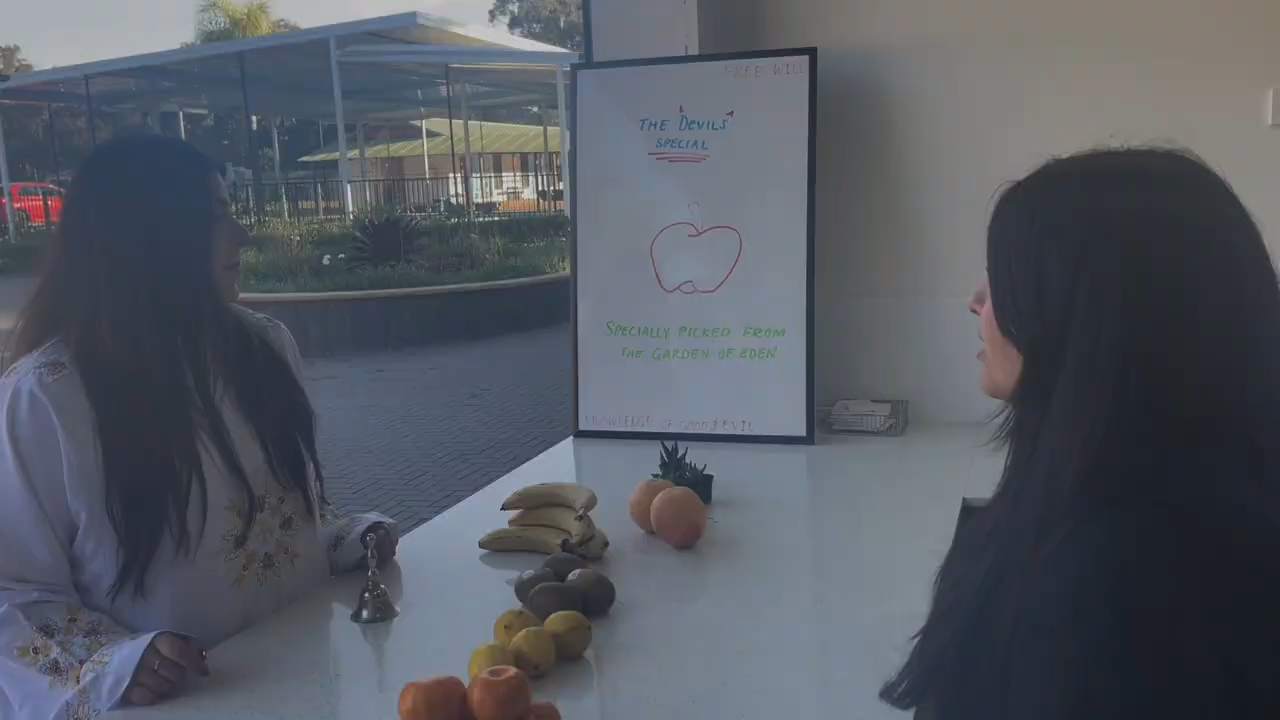 FREE WILL
THE DEVILS'
SPECIAL
SPECIALLY PICKED FROM
THE GARDEN OF EDEN
KNOWLEDGE OF GOOD & EVIL